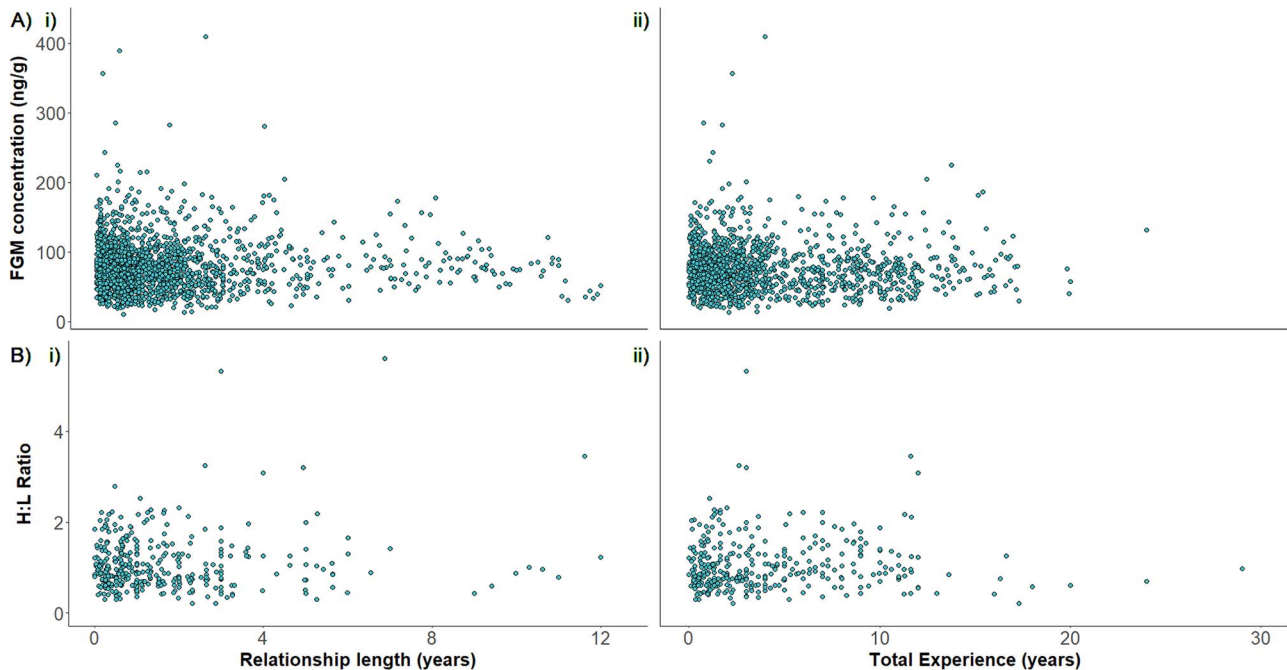 A) i)
ii)
FGM concentration (ng/g)
400
300
200
100
0
B) i)
ii)
H:L Ratio
4
2
0
0 4 8 12
Relationship length (years)
0 10 20 30
Total Experience (years)